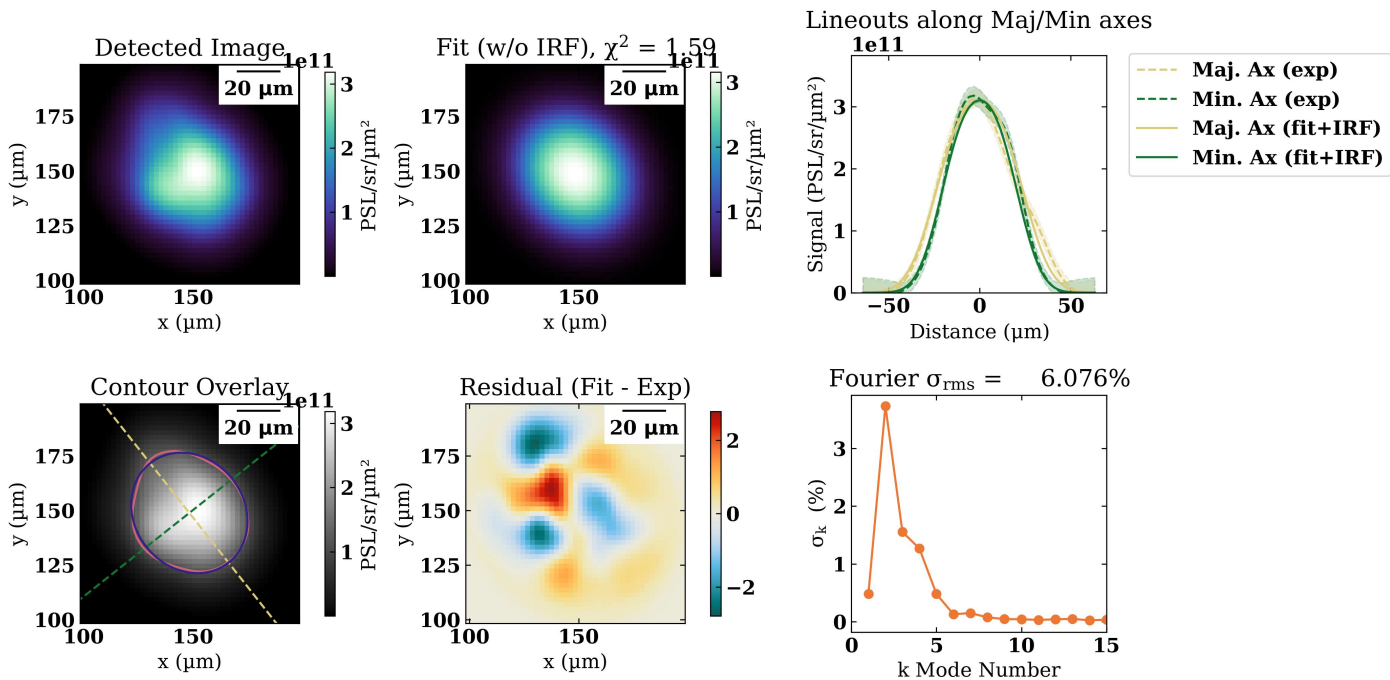 Detected Image
1e11
20 µm
175
150
125
100
y (µm)
100
150
x (µm)
3
2
1
PSL/sr/µm²
Fit (w/o IRF), χ² = 1.59
1e11
20 µm
175
150
125
100
y (µm)
100
150
x (µm)
3
2
1
PSL/sr/µm²
Lineouts along Maj/Min axes
1e11
3
2
1
0
Signal (PSL/sr/µm²)
−50
0
50
Distance (µm)
Maj. Ax (exp)
Min. Ax (exp)
Maj. Ax (fit+IRF)
Min. Ax (fit+IRF)
Contour Overlay
1e11
20 µm
175
150
125
100
y (µm)
100
150
x (µm)
3
2
1
PSL/sr/µm²
Residual (Fit - Exp)
20 µm
175
150
125
100
y (µm)
100
150
x (µm)
2
0
−2
Fourier σrms = 6.076%
3
2
1
0
σk (%)
0
5
10
15
k Mode Number